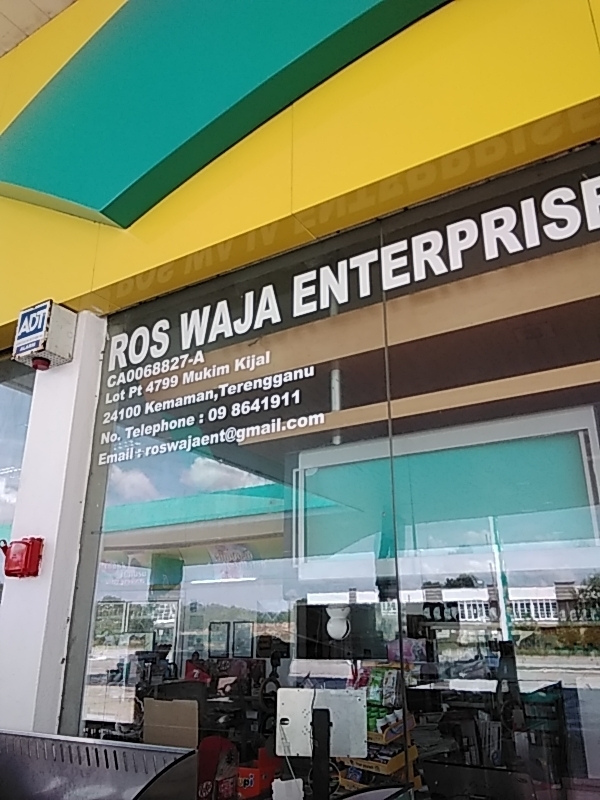 ADT
ROS WAJA ENTERPRISE
CA0068827-A
Lot Pt 4799 Mukim Kijal
24100 Kemaman,Terengganu
No. Telephone : 09 8641911
Email : roswajaent@gmail.com